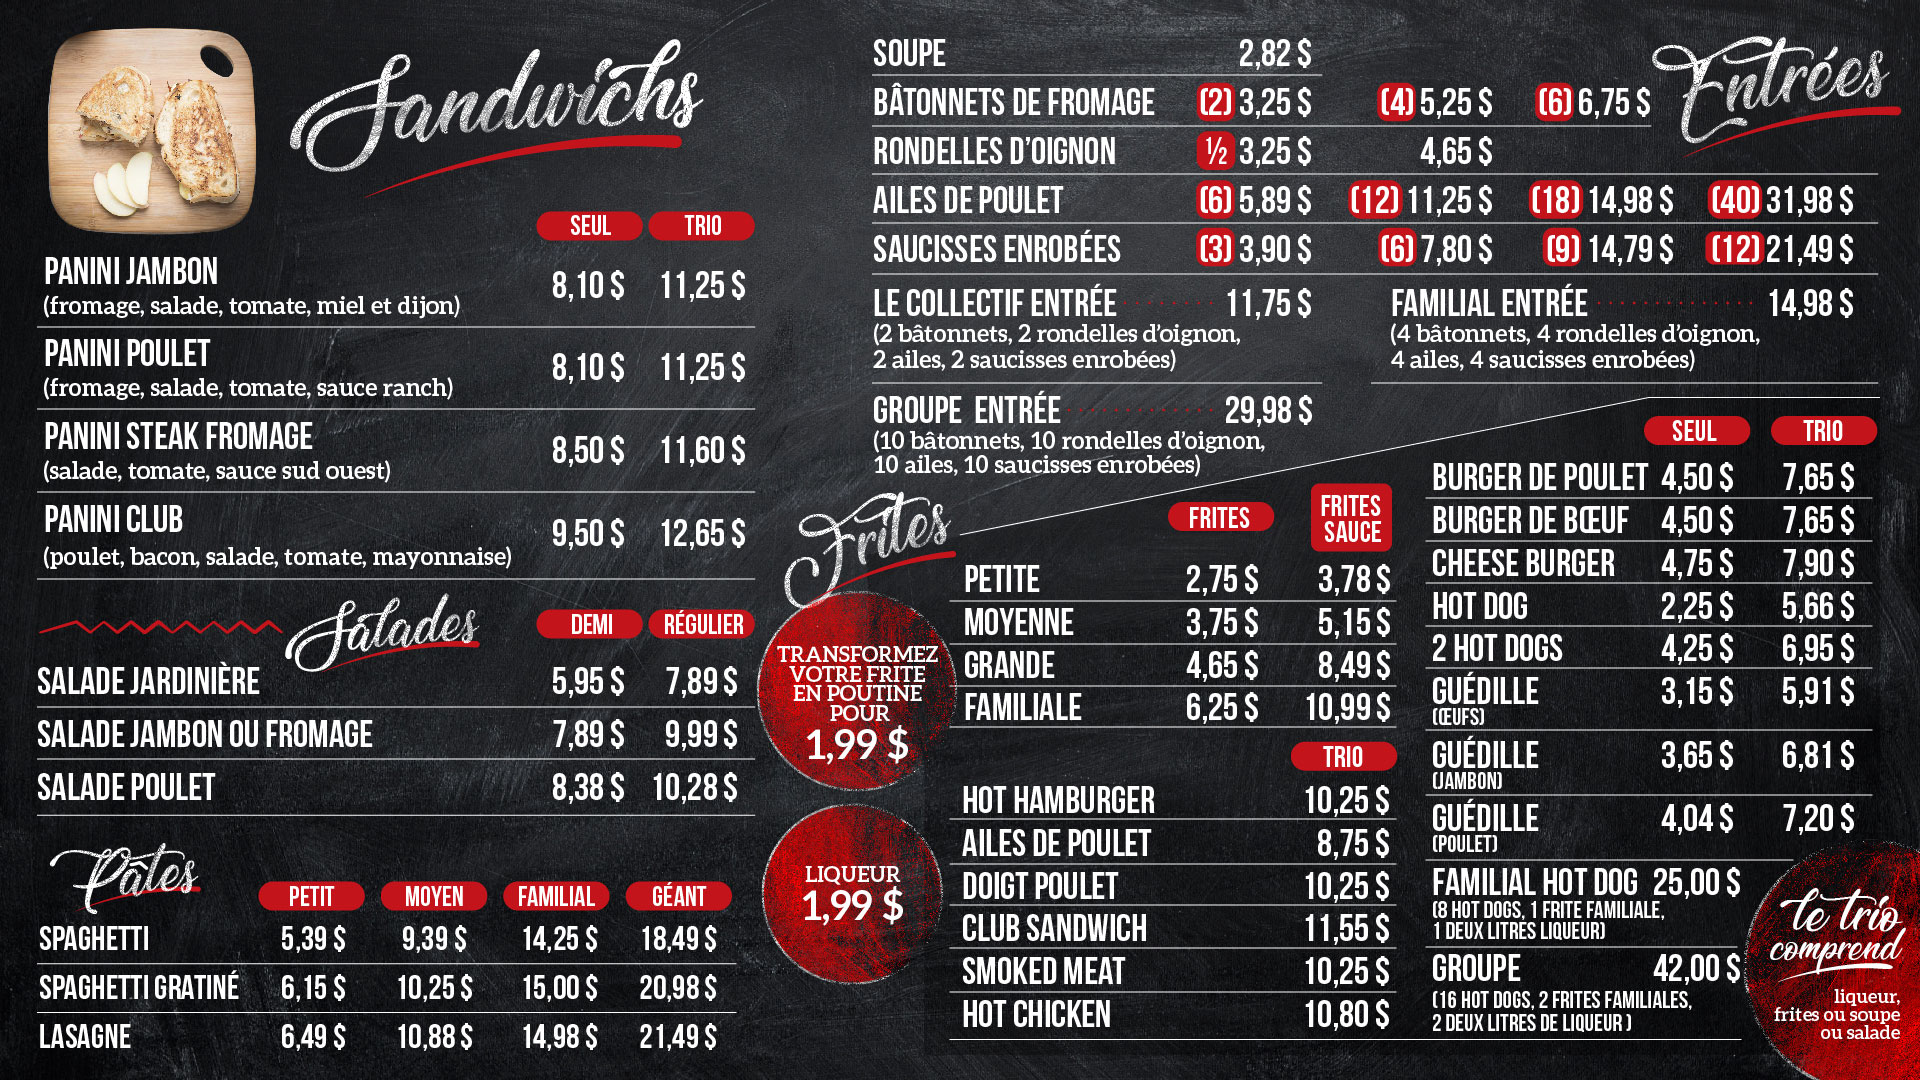 Sandwichs
SEUL TRIO
PANINI JAMBON 8,10 $ 11,25 $
(fromage, salade, tomate, miel et dijon)
PANINI POULET 8,10 $ 11,25 $
(fromage, salade, tomate, sauce ranch)
PANINI STEAK FROMAGE 8,50 $ 11,60 $
(salade, tomate, sauce sud ouest)
PANINI CLUB 9,50 $ 12,65 $
(poulet, bacon, salade, tomate, mayonnaise)
Salades
DEMI RÉGULIER
SALADE JARDINIÈRE 5,95 $ 7,89 $
SALADE JAMBON OU FROMAGE 7,89 $ 9,99 $
SALADE POULET 8,38 $ 10,28 $
Pâtes
PETIT MOYEN FAMILIAL GÉANT
SPAGHETTI 5,39 $ 9,39 $ 14,25 $ 18,49 $
SPAGHETTI GRATINÉ 6,15 $ 10,25 $ 15,00 $ 20,98 $
LASAGNE 6,49 $ 10,88 $ 14,98 $ 21,49 $
Entrées
SOUPE 2,82 $
BÂTONNETS DE FROMAGE (2) 3,25 $ (4) 5,25 $ (6) 6,75 $
RONDELLES D'OIGNON ½ 3,25 $ 4,65 $
AILES DE POULET (6) 5,89 $ (12) 11,25 $ (18) 14,98 $ (40) 31,98 $
SAUCISSES ENROBÉES (3) 3,90 $ (6) 7,80 $ (9) 14,79 $ (12) 21,49 $
LE COLLECTIF ENTRÉE 11,75 $
(2 bâtonnets, 2 rondelles d'oignon,
2 ailes, 2 saucisses enrobées)
FAMILIAL ENTRÉE 14,98 $
(4 bâtonnets, 4 rondelles d'oignon,
4 ailes, 4 saucisses enrobées)
GROUPE ENTRÉE 29,98 $
(10 bâtonnets, 10 rondelles d'oignon,
10 ailes, 10 saucisses enrobées)
Frites
FRITES FRITES
SAUCE
PETITE 2,75 $ 3,78 $
MOYENNE 3,75 $ 5,15 $
GRANDE 4,65 $ 8,49 $
FAMILIALE 6,25 $ 10,99 $
TRANSFORMEZ
VOTRE FRITE
EN POUTINE
POUR
1,99 $
LIQUEUR
1,99 $
TRIO
HOT HAMBURGER 10,25 $
AILES DE POULET 8,75 $
DOIGT POULET 10,25 $
CLUB SANDWICH 11,55 $
SMOKED MEAT 10,25 $
HOT CHICKEN 10,80 $
SEUL TRIO
BURGER DE POULET 4,50 $ 7,65 $
BURGER DE BŒUF 4,50 $ 7,65 $
CHEESE BURGER 4,75 $ 7,90 $
HOT DOG 2,25 $ 5,66 $
2 HOT DOGS 4,25 $ 6,95 $
GUÉDILLE 3,15 $ 5,91 $
(ŒUFS)
GUÉDILLE 3,65 $ 6,81 $
(JAMBON)
GUÉDILLE 4,04 $ 7,20 $
(POULET)
FAMILIAL HOT DOG 25,00 $
(8 HOT DOGS, 1 FRITE FAMILIALE,
1 DEUX LITRES LIQUEUR)
GROUPE 42,00 $
(16 HOT DOGS, 2 FRITES FAMILIALES,
2 DEUX LITRES DE LIQUEUR )
le trio
comprend
liqueur,
frites ou soupe
ou salade